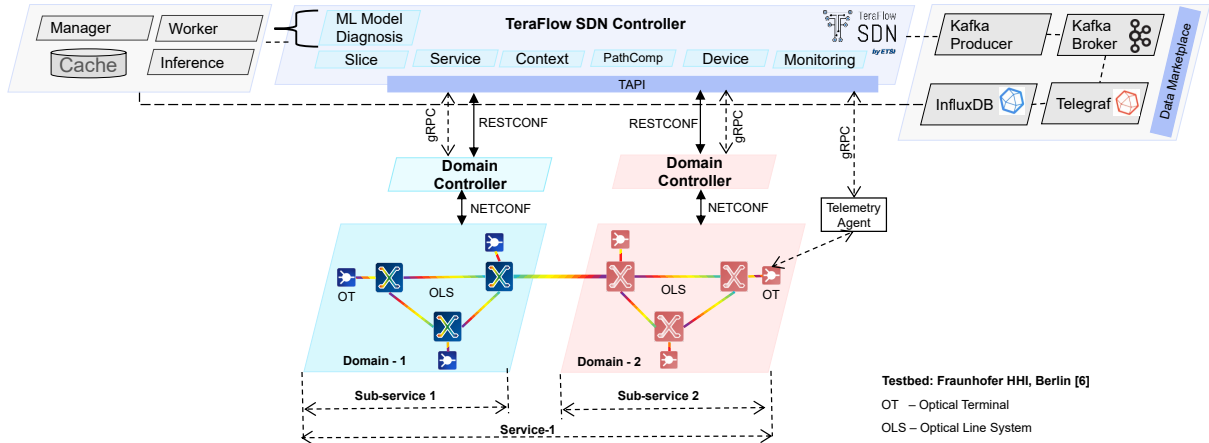 Manager
Worker
Cache
Inference
TeraFlow SDN Controller
ML Model
Diagnosis
TeraFlow
SDN
by ETSI
Slice
Service
Context
PathComp
Device
Monitoring
TAPI
Kafka
Producer
Kafka
Broker
InfluxDB
Telegraf
Data Marketplace
gRPC
RESTCONF
RESTCONF
gRPC
gRPC
Domain
Controller
Domain
Controller
NETCONF
NETCONF
Telemetry
Agent
OT
OLS
OLS
OT
Domain - 1
Domain - 2
Sub-service 1
Sub-service 2
Service-1
Testbed: Fraunhofer HHI, Berlin [6]
OT – Optical Terminal
OLS – Optical Line System